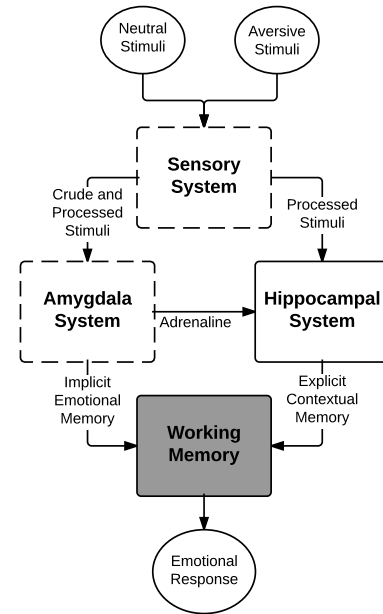 Neutral
Stimuli
Aversive
Stimuli
Sensory
System
Crude and
Processed
Stimuli
Processed
Stimuli
Amygdala
System
Adrenaline
Hippocampal
System
Implicit
Emotional
Memory
Explicit
Contextual
Memory
Working
Memory
Emotional
Response